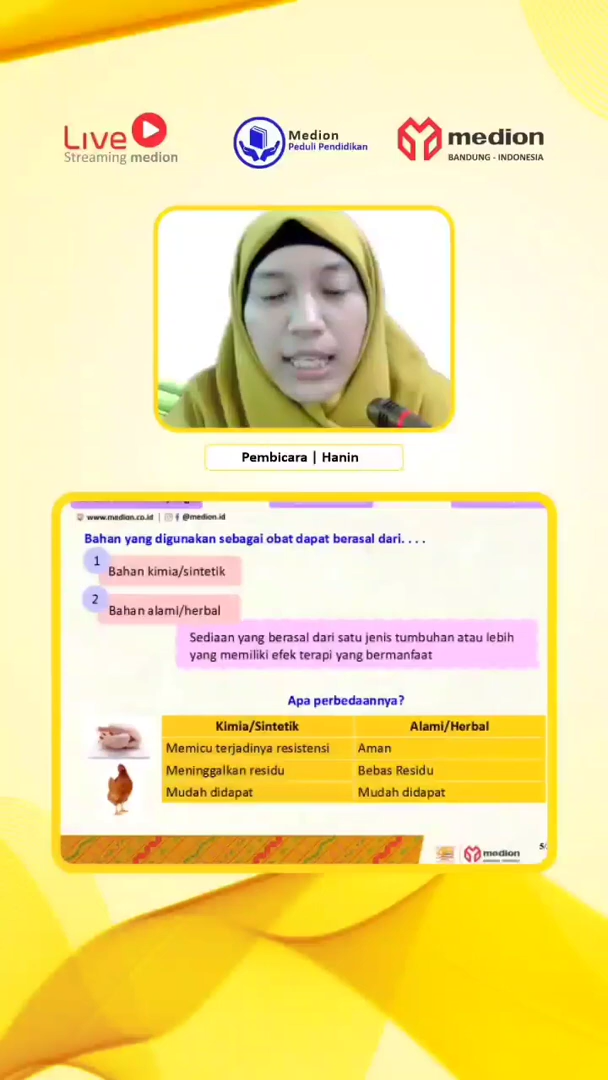 Live
Streaming medion
Medion
Peduli Pendidikan
medion
BANDUNG - INDONESIA
Pembicara | Hanin
www.medion.co.id | @medion.id
Bahan yang digunakan sebagai obat dapat berasal dari. . . .
1
Bahan kimia/sintetik
2
Bahan alami/herbal
Sediaan yang berasal dari satu jenis tumbuhan atau lebih
yang memiliki efek terapi yang bermanfaat
Apa perbedaannya?
Kimia/Sintetik Alami/Herbal
Memicu terjadinya resistensi Aman
Meninggalkan residu Bebas Residu
Mudah didapat Mudah didapat
medion